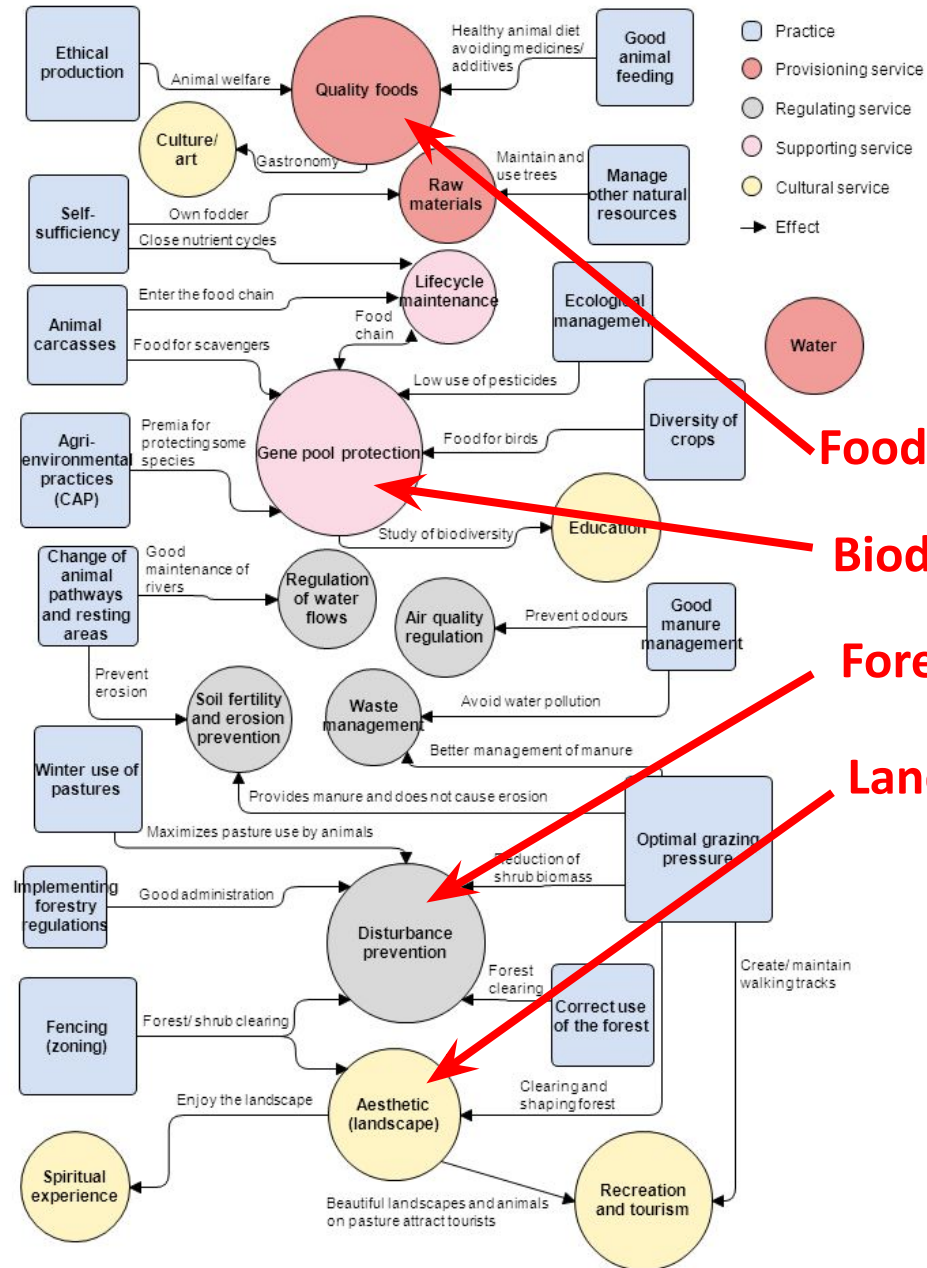 Ethical
production
Animal welfare
Quality foods
Healthy animal diet
avoiding medicines/
additives
Good
animal
feeding
Practice
Provisioning service
Regulating service
Supporting service
Cultural service
Effect
Culture/
art
Gastronomy
Raw
materials
Maintain and
use trees
Manage
other natural
resources
Self-
sufficiency
Own fodder
Close nutrient cycles
Lifecycle
maintenance
Animal
carcasses
Enter the food chain
Food for scavengers
Food
chain
Ecological
management
Water
Low use of pesticides
Agri-
environmental
practices
(CAP)
Premia for
protecting some
species
Gene pool protection
Food for birds
Diversity of
crops
Food
Study of biodiversity
Education
Biod
Change of
animal
pathways
and resting
areas
Good
maintenance of
rivers
Regulation
of water
flows
Air quality
regulation
Prevent odours
Good
manure
management
Fore
Prevent
erosion
Soil fertility
and erosion
prevention
Waste
management
Avoid water pollution
Better management of manure
Land
Winter use of
pastures
Provides manure and does not cause erosion
Maximizes pasture use by animals
Optimal grazing
pressure
Reduction of
shrub biomass
Implementing
forestry
regulations
Good administration
Disturbance
prevention
Forest
clearing
Correct use
of the forest
Create/ maintain
walking tracks
Fencing
(zoning)
Forest/ shrub clearing
Aesthetic
(landscape)
Clearing and
shaping forest
Enjoy the landscape
Spiritual
experience
Beautiful landscapes and animals
on pasture attract tourists
Recreation
and tourism